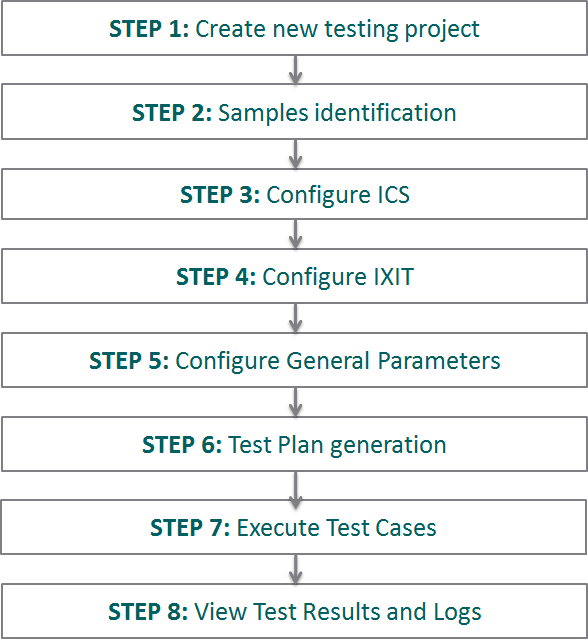 STEP 1: Create new testing project
STEP 2: Samples identification
STEP 3: Configure ICS
STEP 4: Configure IXIT
STEP 5: Configure General Parameters
STEP 6: Test Plan generation
STEP 7: Execute Test Cases
STEP 8: View Test Results and Logs